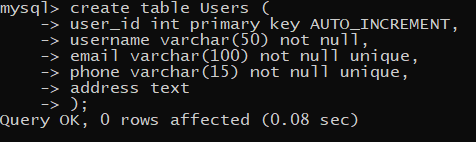 mysql> create table Users (
    -> user_id int primary key AUTO_INCREMENT,
    -> username varchar(50) not null,
    -> email varchar(100) not null unique,
    -> phone varchar(15) not null unique,
    -> address text
    -> );
Query OK, 0 rows affected (0.08 sec)